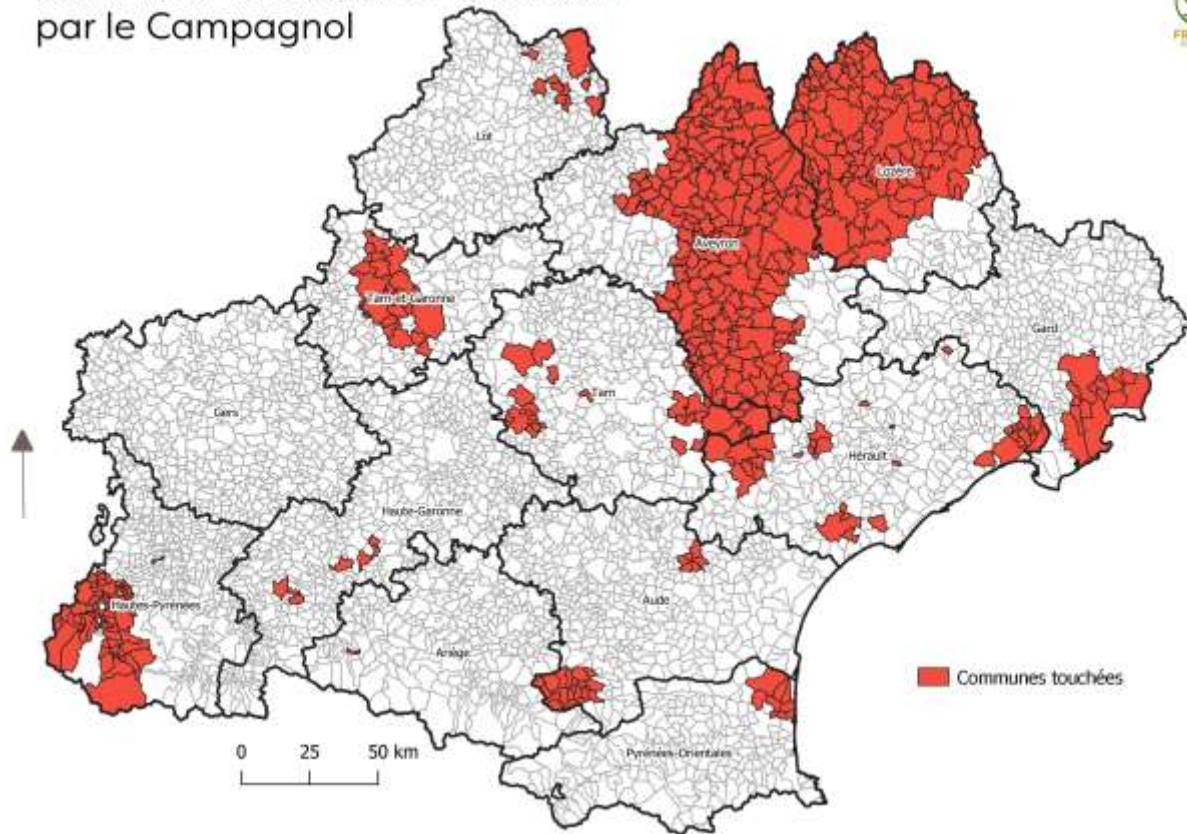 par le Campagnol
Lot
Lozère
Aveyron
Tarn-et-Garonne
Gard
Tarn
Gers
Hérault
Haute-Garonne
Hautes-Pyrénées
Aude
Ariège
Communes touchées
Pyrénées-Orientales
0 25 50 km